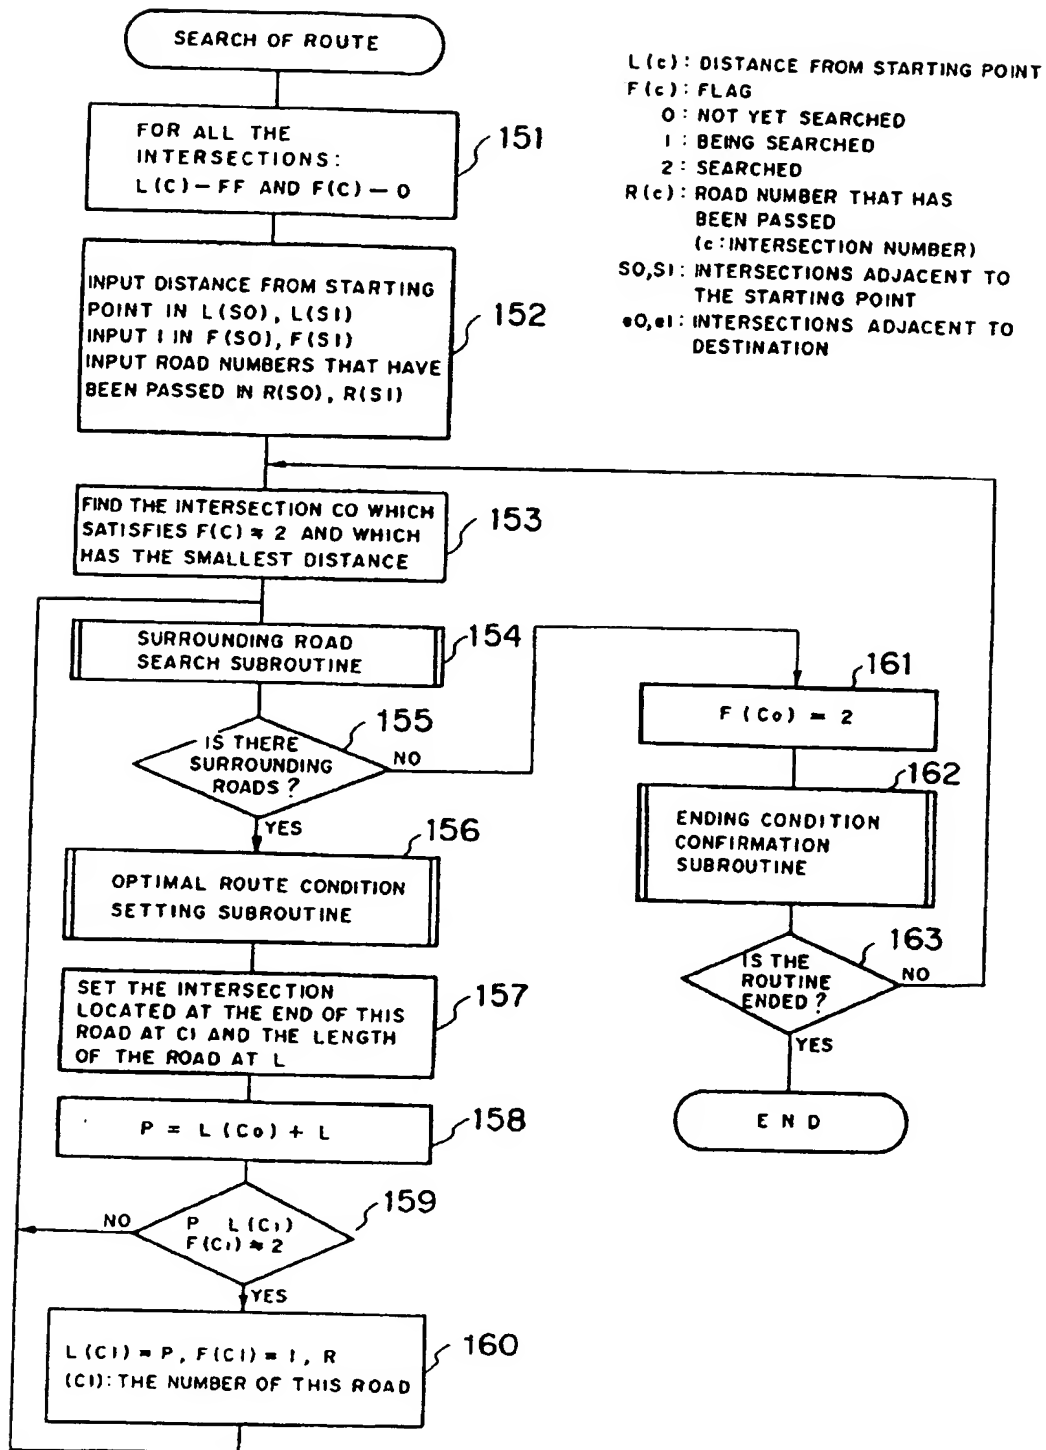 SEARCH OF ROUTE
FOR ALL THE
INTERSECTIONS:
L(C)-FF AND F(C)-0
151
L(c): DISTANCE FROM STARTING POINT
F(c): FLAG
0: NOT YET SEARCHED
1: BEING SEARCHED
2: SEARCHED
R(c): ROAD NUMBER THAT HAS
BEEN PASSED
(c: INTERSECTION NUMBER)
S0,S1: INTERSECTIONS ADJACENT TO
THE STARTING POINT
e0,e1: INTERSECTIONS ADJACENT TO
DESTINATION
INPUT DISTANCE FROM STARTING
POINT IN L(S0), L(S1)
INPUT 1 IN F(S0), F(S1)
INPUT ROAD NUMBERS THAT HAVE
BEEN PASSED IN R(S0), R(S1)
152
FIND THE INTERSECTION C0 WHICH
SATISFIES F(C) ≠ 2 AND WHICH
HAS THE SMALLEST DISTANCE
153
SURROUNDING ROAD
SEARCH SUBROUTINE
154
IS THERE
SURROUNDING
ROADS?
155
NO
YES
OPTIMAL ROUTE CONDITION
SETTING SUBROUTINE
156
SET THE INTERSECTION
LOCATED AT THE END OF THIS
ROAD AT C1 AND THE LENGTH
OF THE ROAD AT L
157
P = L(C0) + L
158
P L(C1)
F(C1) ≠ 2
159
NO
YES
L(C1) = P, F(C1) = 1, R
(C1): THE NUMBER OF THIS ROAD
160
161
F(C0) = 2
162
ENDING CONDITION
CONFIRMATION
SUBROUTINE
163
IS THE
ROUTINE
ENDED?
NO
YES
END